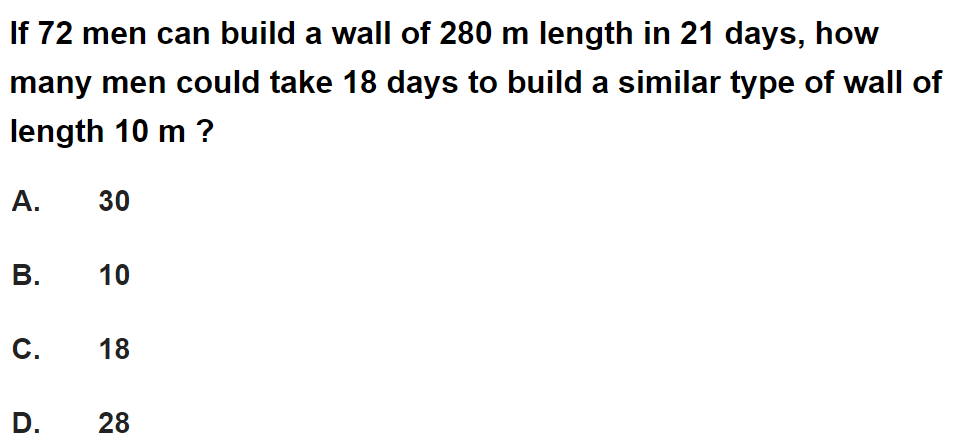 If 72 men can build a wall of 280 m length in 21 days, how
many men could take 18 days to build a similar type of wall of
length 10 m ?
A. 30
B. 10
C. 18
D. 28